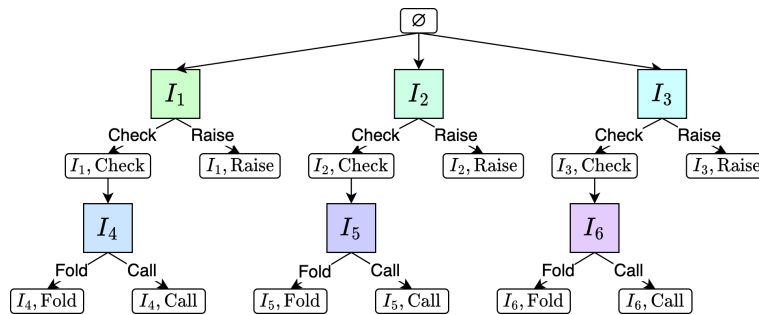 ∅
I₁ I₂ I₃
Check Raise Check Raise Check Raise
I₁, Check I₁, Raise I₂, Check I₂, Raise I₃, Check I₃, Raise
I₄ I₅ I₆
Fold Call Fold Call Fold Call
I₄, Fold I₄, Call I₅, Fold I₅, Call I₆, Fold I₆, Call